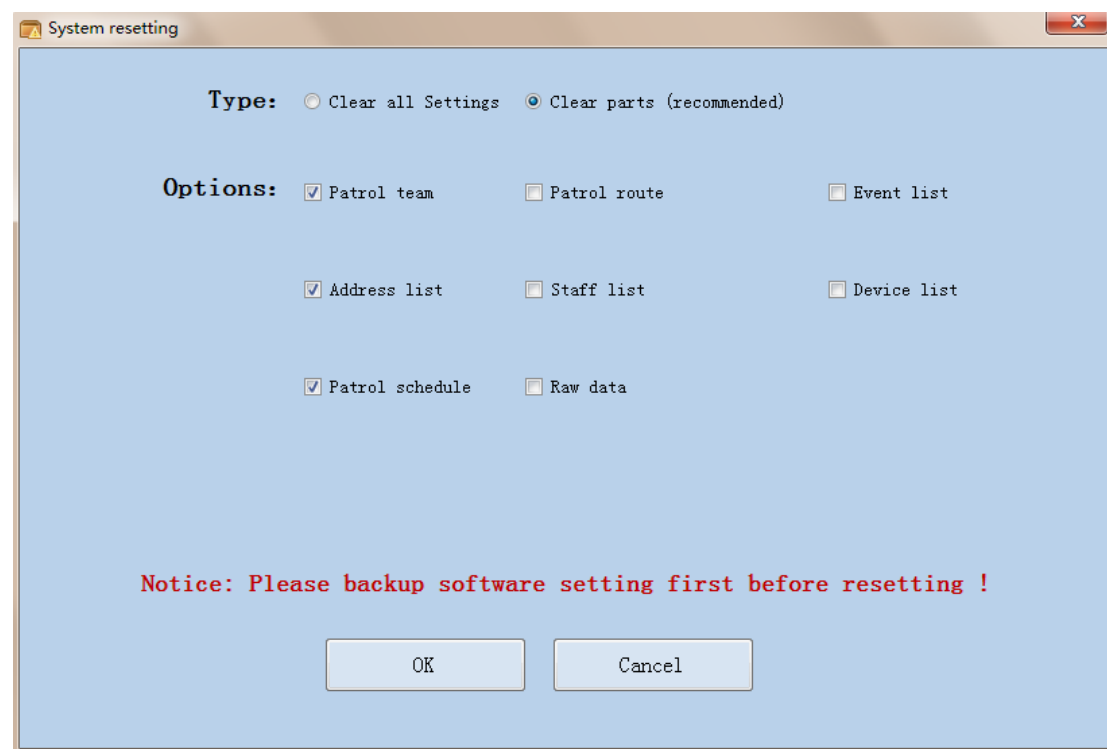 System resetting
Type: Clear all Settings Clear parts (recommended)
Options: Patrol team Patrol route Event list
Address list Staff list Device list
Patrol schedule Raw data
Notice: Please backup software setting first before resetting !
OK Cancel